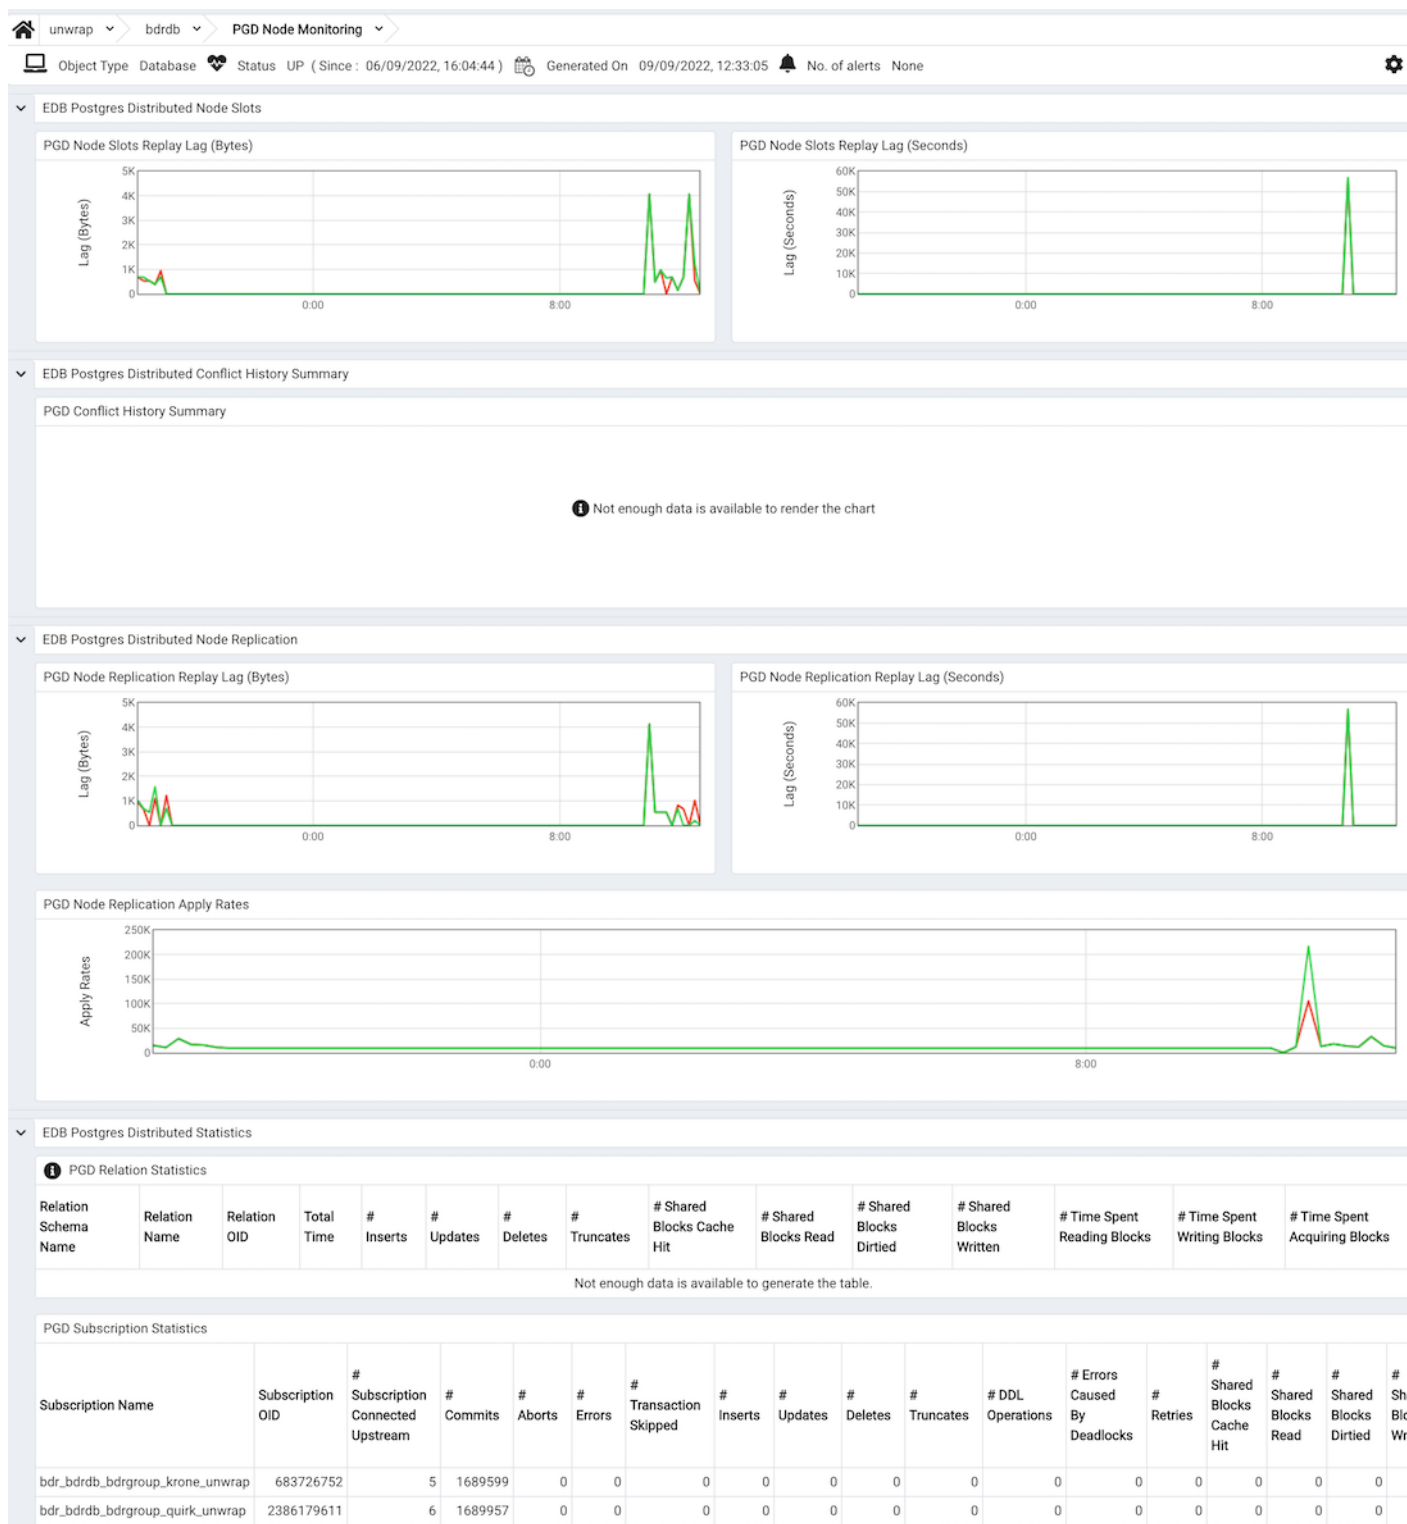 unwrap bdrdb PGD Node Monitoring
Object Type Database Status UP ( Since : 06/09/2022, 16:04:44 ) Generated On 09/09/2022, 12:33:05 No. of alerts None
EDB Postgres Distributed Node Slots
PGD Node Slots Replay Lag (Bytes)
Lag (Bytes)
5K
4K
3K
2K
1K
0
0:00 8:00
PGD Node Slots Replay Lag (Seconds)
Lag (Seconds)
60K
50K
40K
30K
20K
10K
0
0:00 8:00
EDB Postgres Distributed Conflict History Summary
PGD Conflict History Summary
Not enough data is available to render the chart
EDB Postgres Distributed Node Replication
PGD Node Replication Replay Lag (Bytes)
Lag (Bytes)
5K
4K
3K
2K
1K
0
0:00 8:00
PGD Node Replication Replay Lag (Seconds)
Lag (Seconds)
60K
50K
40K
30K
20K
10K
0
0:00 8:00
PGD Node Replication Apply Rates
Apply Rates
250K
200K
150K
100K
50K
0
0:00 8:00
EDB Postgres Distributed Statistics
PGD Relation Statistics
Relation Schema Name
Relation Name
Relation OID
Total Time
# Inserts
# Updates
# Deletes
# Truncates
# Shared Blocks Cache Hit
# Shared Blocks Read
# Shared Blocks Dirtied
# Shared Blocks Written
# Time Spent Reading Blocks
# Time Spent Writing Blocks
# Time Spent Acquiring Blocks
Not enough data is available to generate the table.
PGD Subscription Statistics
Subscription Name
Subscription OID
# Subscription Connected Upstream
# Commits
# Aborts
# Errors
# Transaction Skipped
# Inserts
# Updates
# Deletes
# Truncates
# DDL Operations
# Errors Caused By Deadlocks
# Retries
# Shared Blocks Cache Hit
# Shared Blocks Read
# Shared Blocks Dirtied
#
bdr_bdrdb_bdrgroup_krone_unwrap 683726752 5 1689599 0 0 0 0 0 0 0 0 0 0 0 0 0
bdr_bdrdb_bdrgroup_quirk_unwrap 2386179611 6 1689957 0 0 0 0 0 0 0 0 0 0 0 0 0